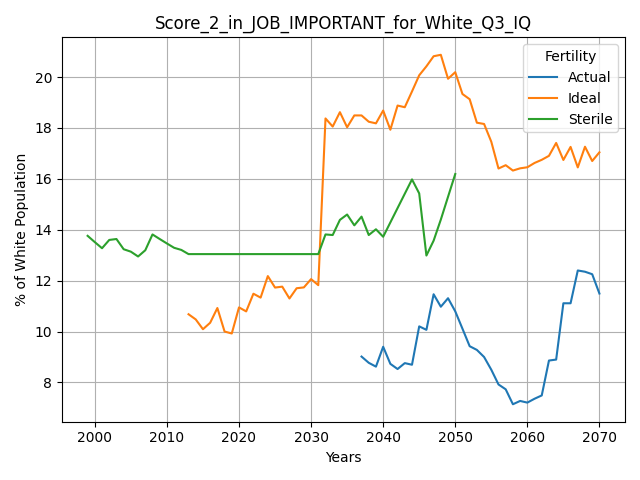 Score_2_in_JOB_IMPORTANT_for_White_Q3_IQ
Fertility
Actual
Ideal
Sterile
% of White Population
20
18
16
14
12
10
8
2000 2010 2020 2030 2040 2050 2060 2070
Years